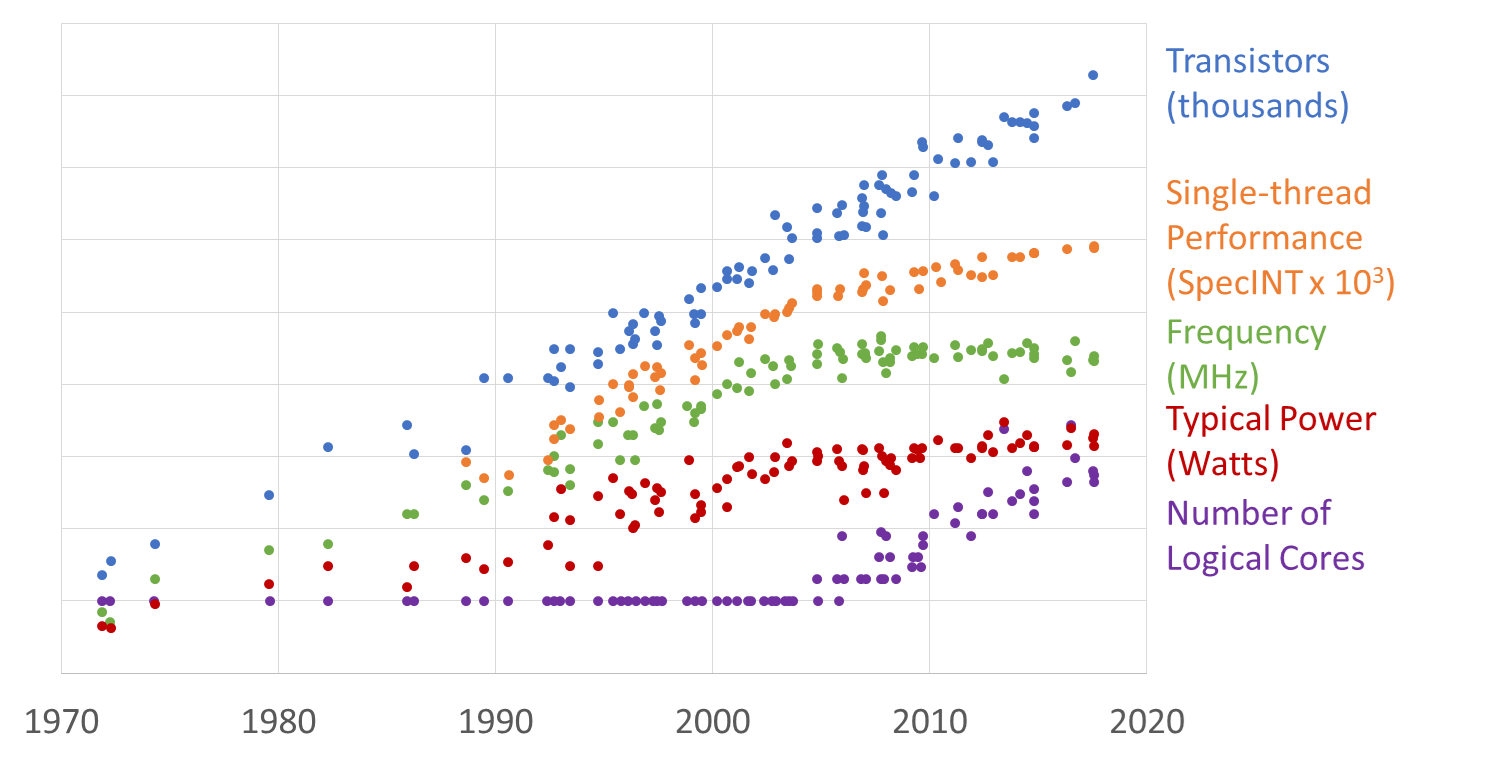 Transistors
(thousands)
Single-thread
Performance
(SpecINT x 10³)
Frequency
(MHz)
Typical Power
(Watts)
Number of
Logical Cores
1970 1980 1990 2000 2010 2020